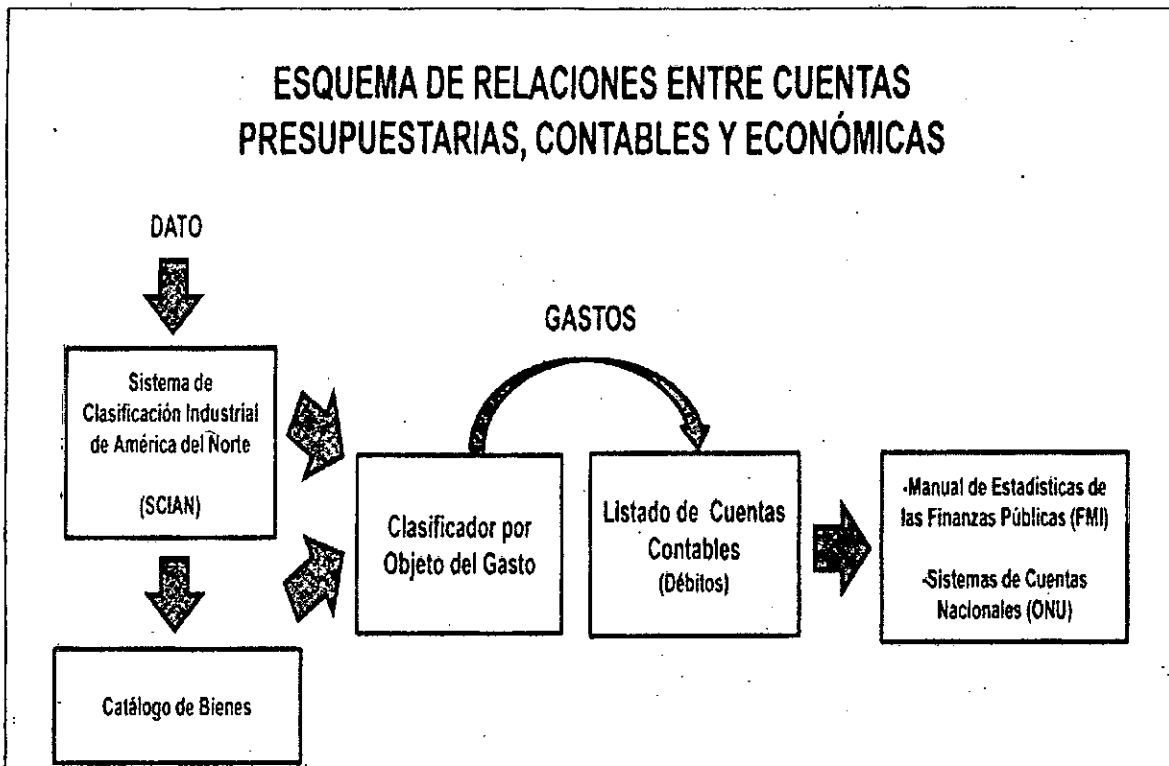 ESQUEMA DE RELACIONES ENTRE CUENTAS
PRESUPUESTARIAS, CONTABLES Y ECONÓMICAS
DATO
GASTOS
Sistema de
Clasificación Industrial
de América del Norte
(SCIAN)
Clasificador por
Objeto del Gasto
Listado de Cuentas
Contables
(Débitos)
-Manual de Estadísticas de
las Finanzas Públicas (FMI)
-Sistemas de Cuentas
Nacionales (ONU)
Catálogo de Bienes